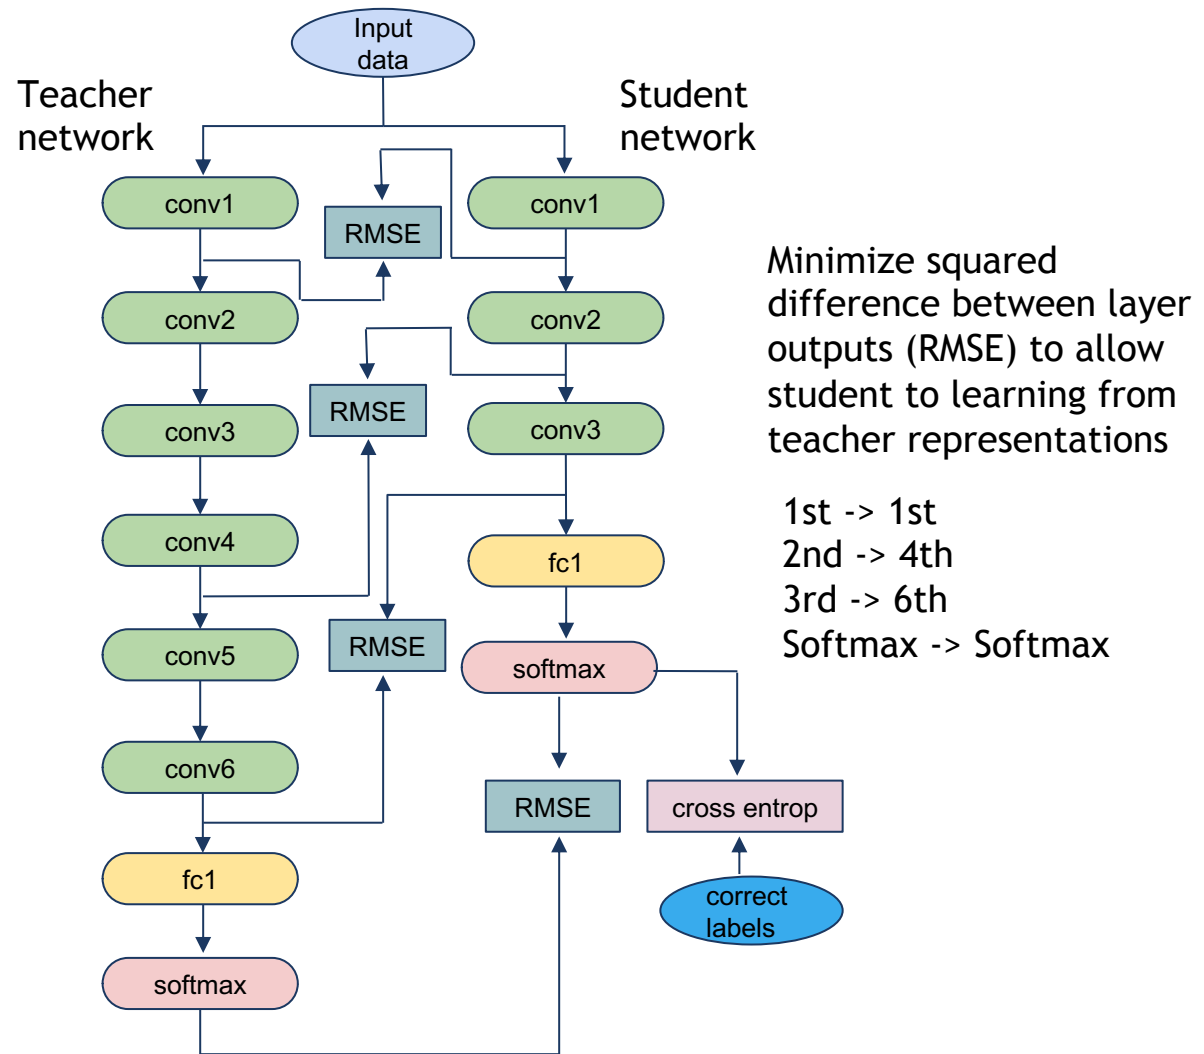 Input
data
Teacher
network
Student
network
conv1
conv1
RMSE
conv2
conv2
RMSE
conv3
conv3
conv4
fc1
conv5
RMSE
softmax
conv6
RMSE
cross entrop
fc1
correct
labels
softmax
Minimize squared
difference between layer
outputs (RMSE) to allow
student to learning from
teacher representations
1st -> 1st
2nd -> 4th
3rd -> 6th
Softmax -> Softmax